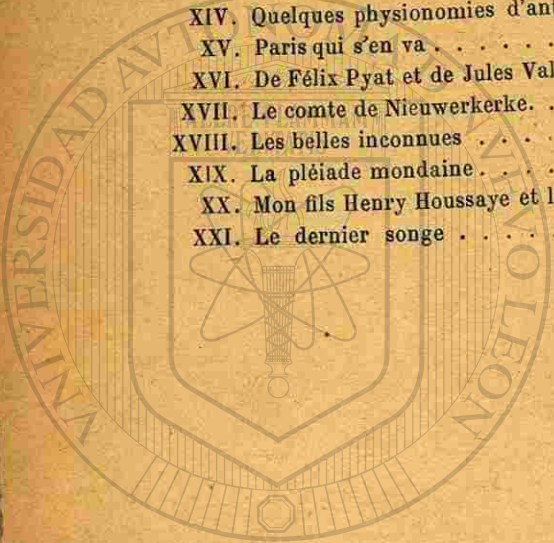 XIV. Quelques physionomies d'ant
XV. Paris qui s'en va . . . . . .
XVI. De Félix Pyat et de Jules Val
XVII. Le comte de Nieuwerkerke. .
XVIII. Les belles inconnues . . . .
XIX. La pléiade mondaine . . . .
XX. Mon fils Henry Houssaye et l
XXI. Le dernier songe . . . . .